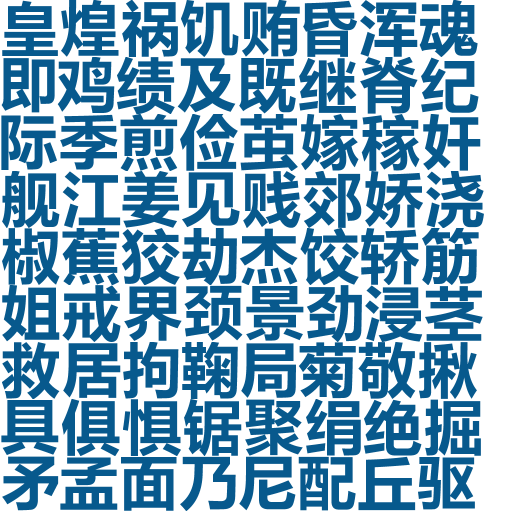 皇煌祸饥贿昏浑魂
即鸡绩及既继脊纪
际季煎俭茧嫁稼奸
舰江姜见贱郊娇浇
椒蕉狡劫杰饺轿筋
姐戒界颈景劲浸茎
救居拘鞠局菊敬揪
具俱惧锯聚绢绝掘
矛孟面乃尼配丘驱